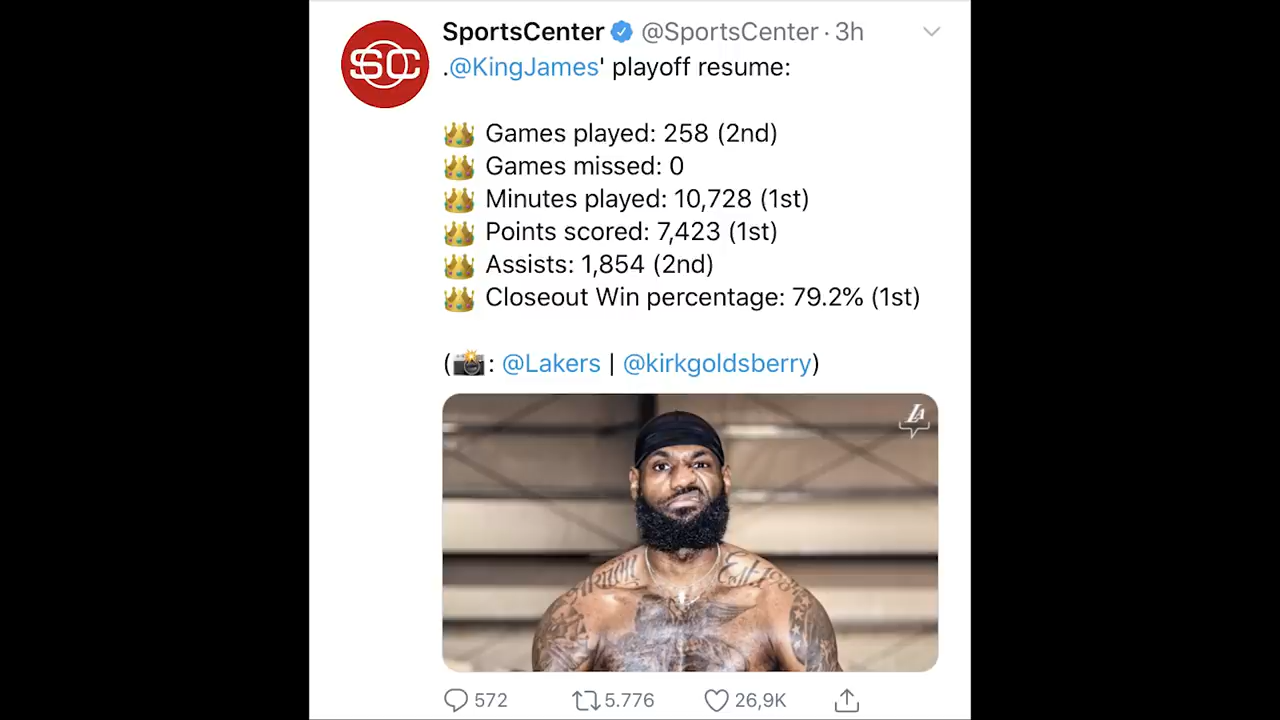 SC
SportsCenter @SportsCenter · 3h
.@KingJames' playoff resume:
👑 Games played: 258 (2nd)
👑 Games missed: 0
👑 Minutes played: 10,728 (1st)
👑 Points scored: 7,423 (1st)
👑 Assists: 1,854 (2nd)
👑 Closeout Win percentage: 79.2% (1st)
(📸: @Lakers | @kirkgoldsberry)
LA
572 5.776 26,9K